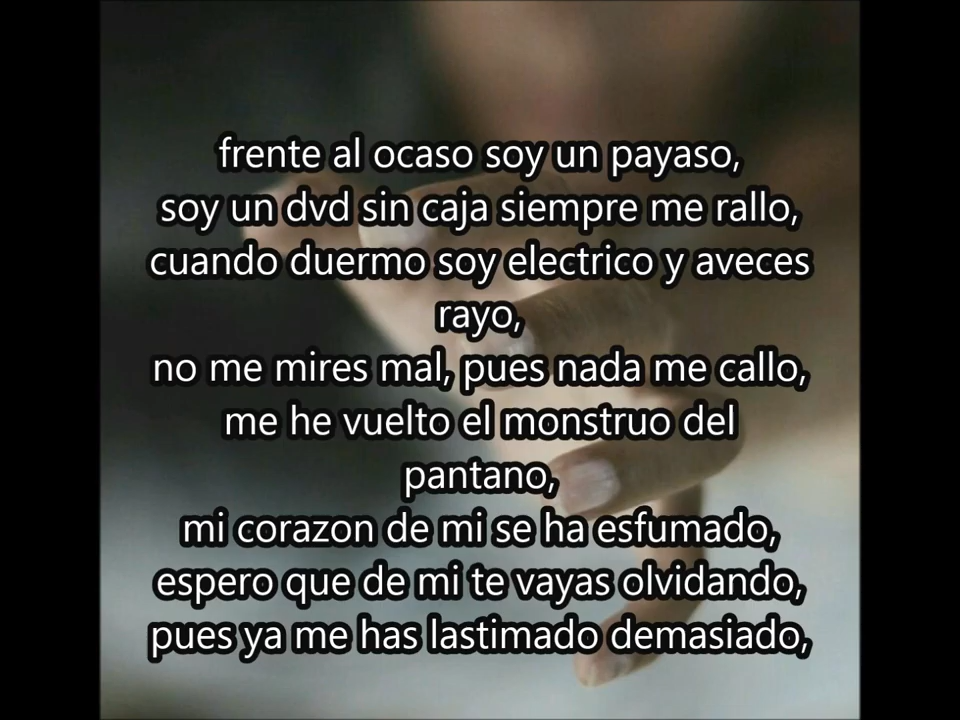 frente al ocaso soy un payaso,
soy un dvd sin caja siempre me rallo,
cuando duermo soy electrico y aveces
rayo,
no me mires mal, pues nada me callo,
me he vuelto el monstruo del
pantano,
mi corazon de mi se ha esfumado,
espero que de mi te vayas olvidando,
pues ya me has lastimado demasiado,